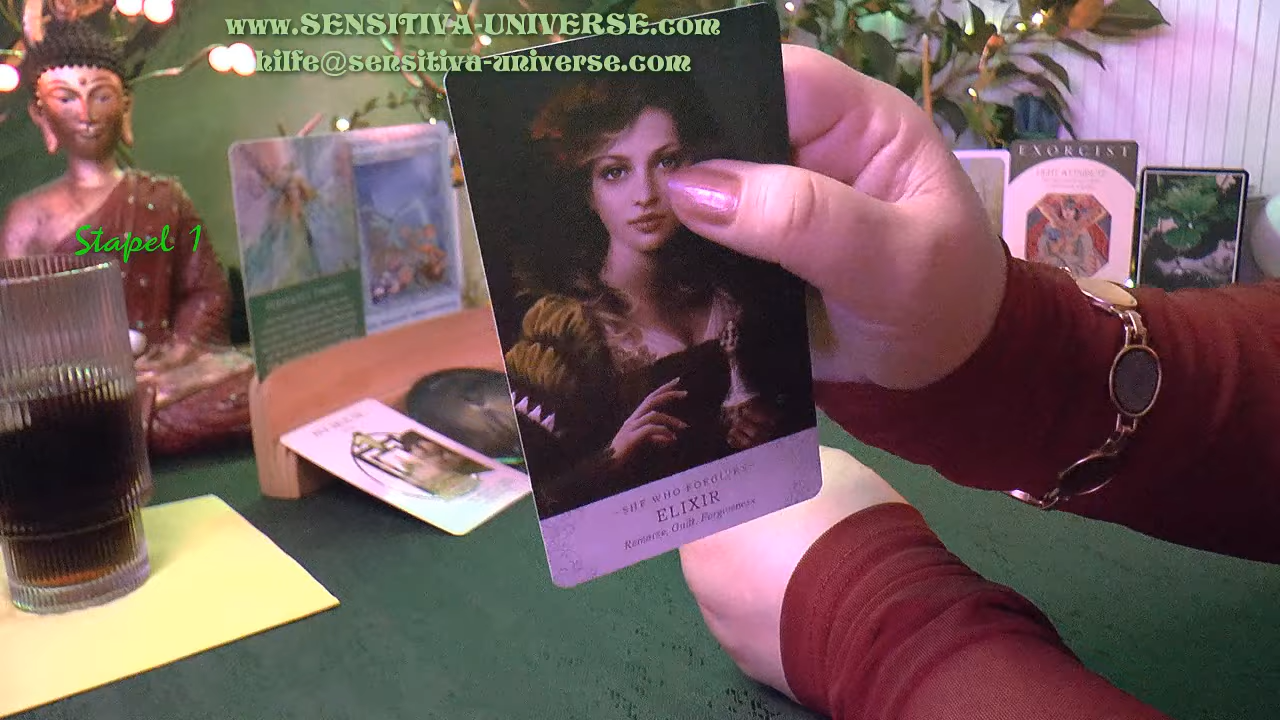 www.SENSITIVA-UNIVERSE.com
hilfe@sensitiva-universe.com
EXORCIST
Stapel 1
~SHE WHO FORGIVES~
ELIXIR
Remorse, Guilt, Forgiveness